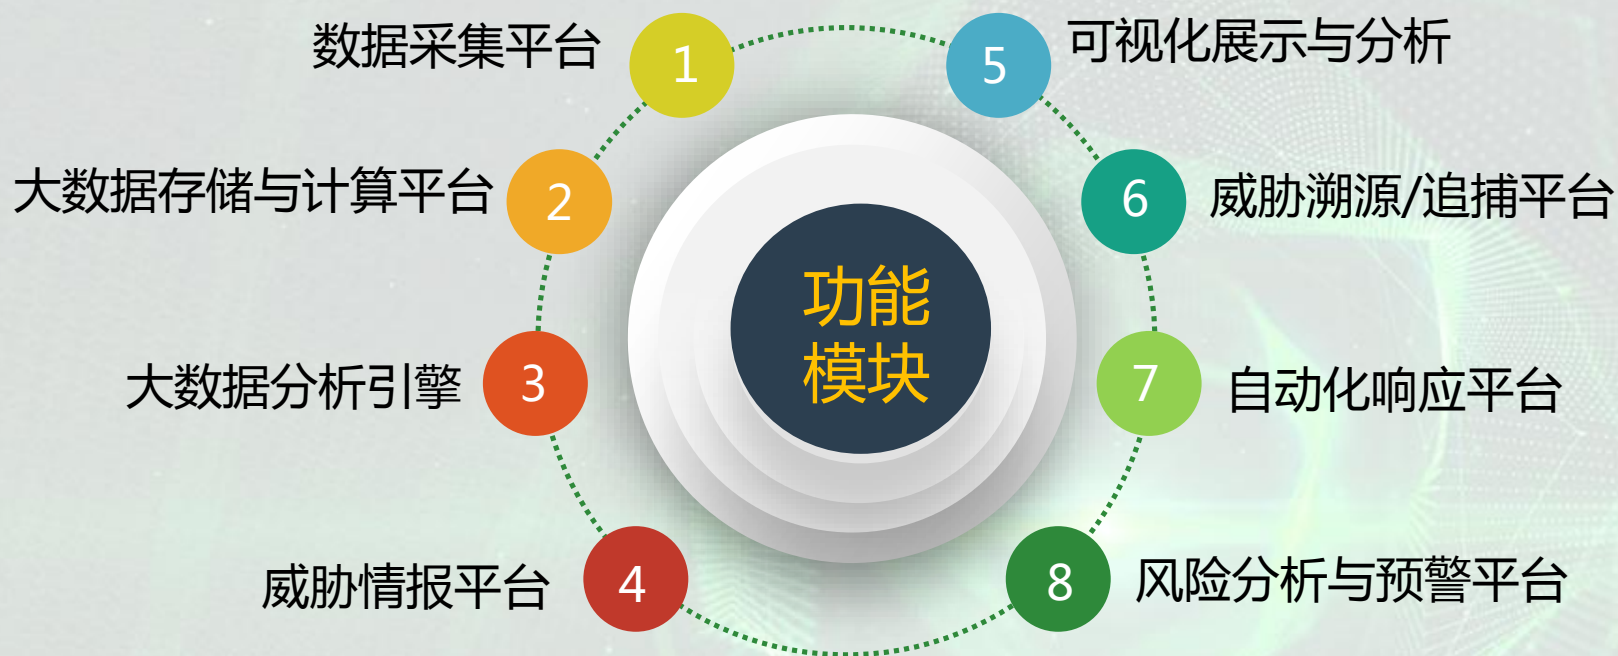 数据采集平台
1
大数据存储与计算平台
2
大数据分析引擎
3
威胁情报平台
4
功能
模块
5
可视化展示与分析
6
威胁溯源/追捕平台
7
自动化响应平台
8
风险分析与预警平台